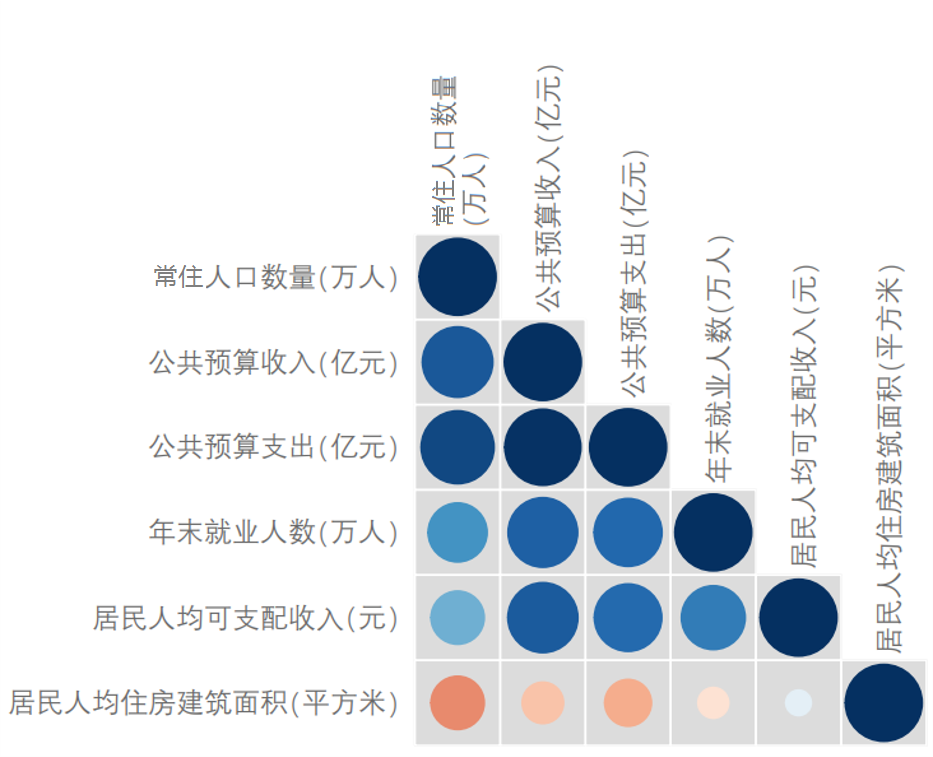 常住人口数量
(万人)
公共预算收入(亿元)
公共预算支出(亿元)
年末就业人数(万人)
居民人均可支配收入(元)
居民人均住房建筑面积(平方米)
常住人口数量(万人)
公共预算收入(亿元)
公共预算支出(亿元)
年末就业人数(万人)
居民人均可支配收入(元)
居民人均住房建筑面积(平方米)